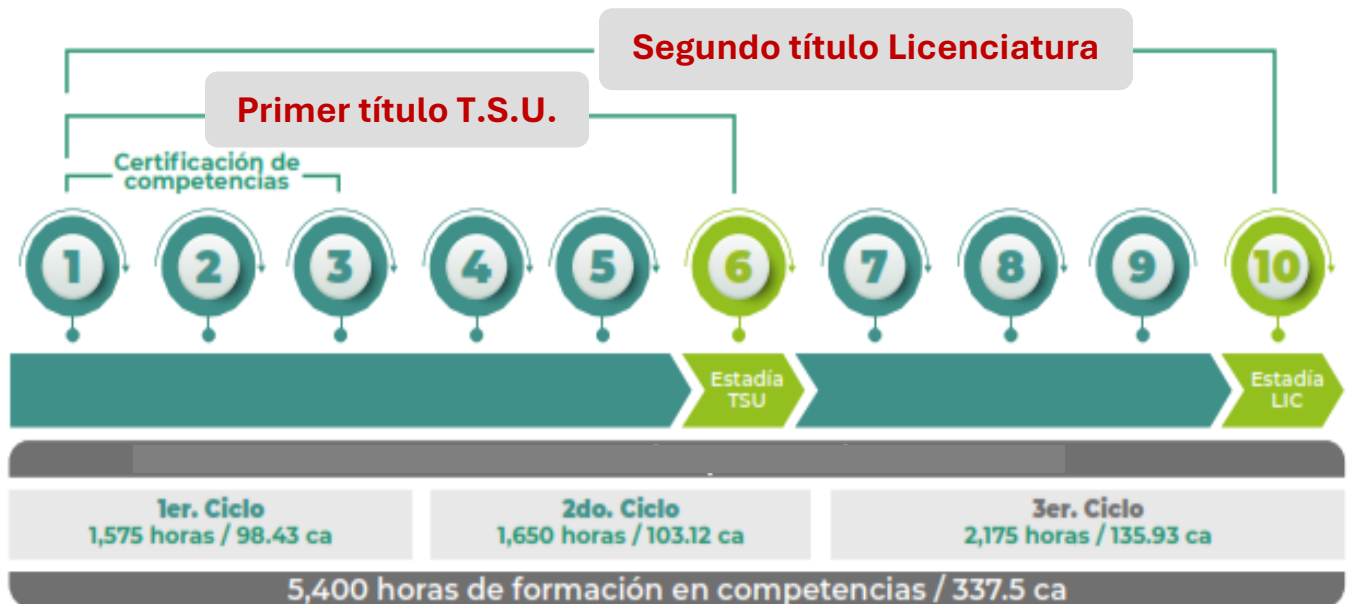 Segundo título Licenciatura
Primer título T.S.U.
Certificación de
competencias
1 2 3 4 5 6 7 8 9 10
Estadía
TSU
Estadía
LIC
1er. Ciclo
1,575 horas / 98.43 ca
2do. Ciclo
1,650 horas / 103.12 ca
3er. Ciclo
2,175 horas / 135.93 ca
5,400 horas de formación en competencias / 337.5 ca